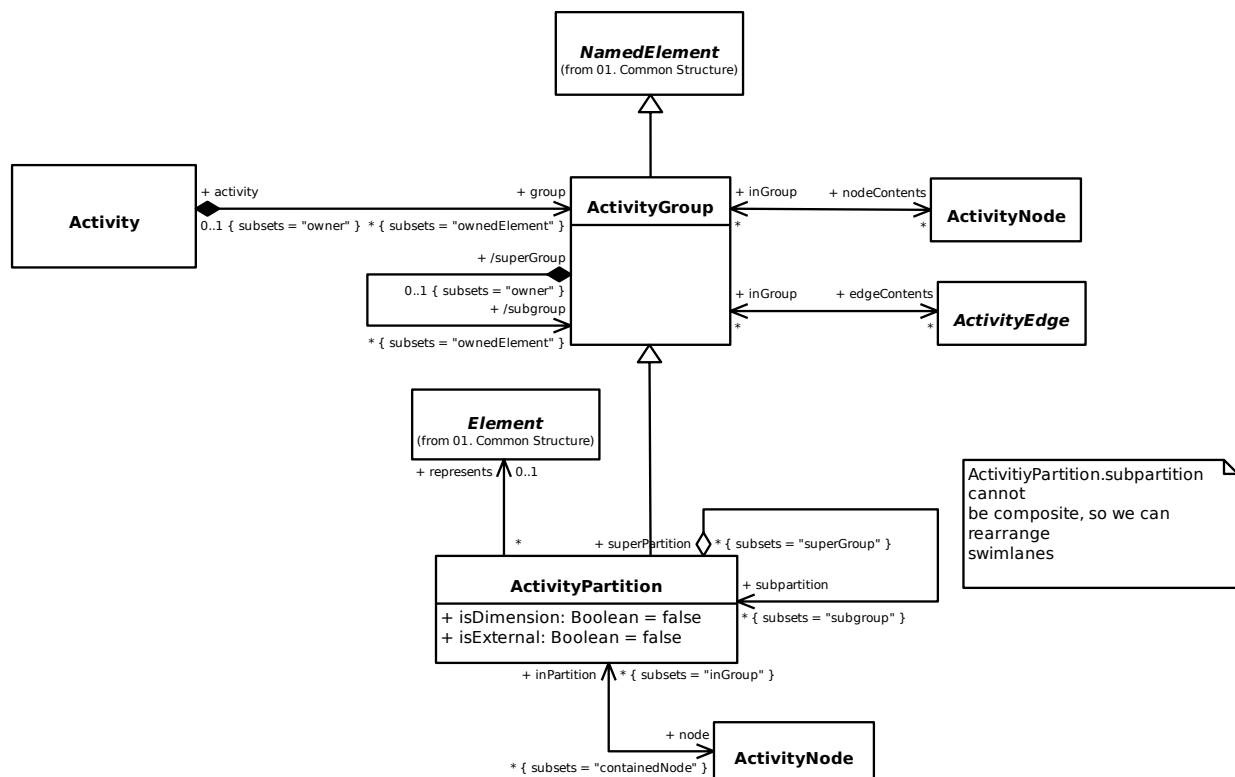 NamedElement
(from 01. Common Structure)
Activity
+ activity
0..1 { subsets = "owner" }
+ group
* { subsets = "ownedElement" }
ActivityGroup
+ inGroup
*
+ nodeContents
*
ActivityNode
+ /superGroup
0..1 { subsets = "owner" }
+ /subgroup
* { subsets = "ownedElement" }
+ inGroup
*
+ edgeContents
*
ActivityEdge
Element
(from 01. Common Structure)
+ represents
0..1
*
+ superPartition
* { subsets = "superGroup" }
ActivitiyPartition.subpartition
cannot
be composite, so we can
rearrange
swimlanes
ActivityPartition
+ isDimension: Boolean = false
+ isExternal: Boolean = false
+ subpartition
* { subsets = "subgroup" }
+ inPartition
* { subsets = "inGroup" }
+ node
* { subsets = "containedNode" }
ActivityNode